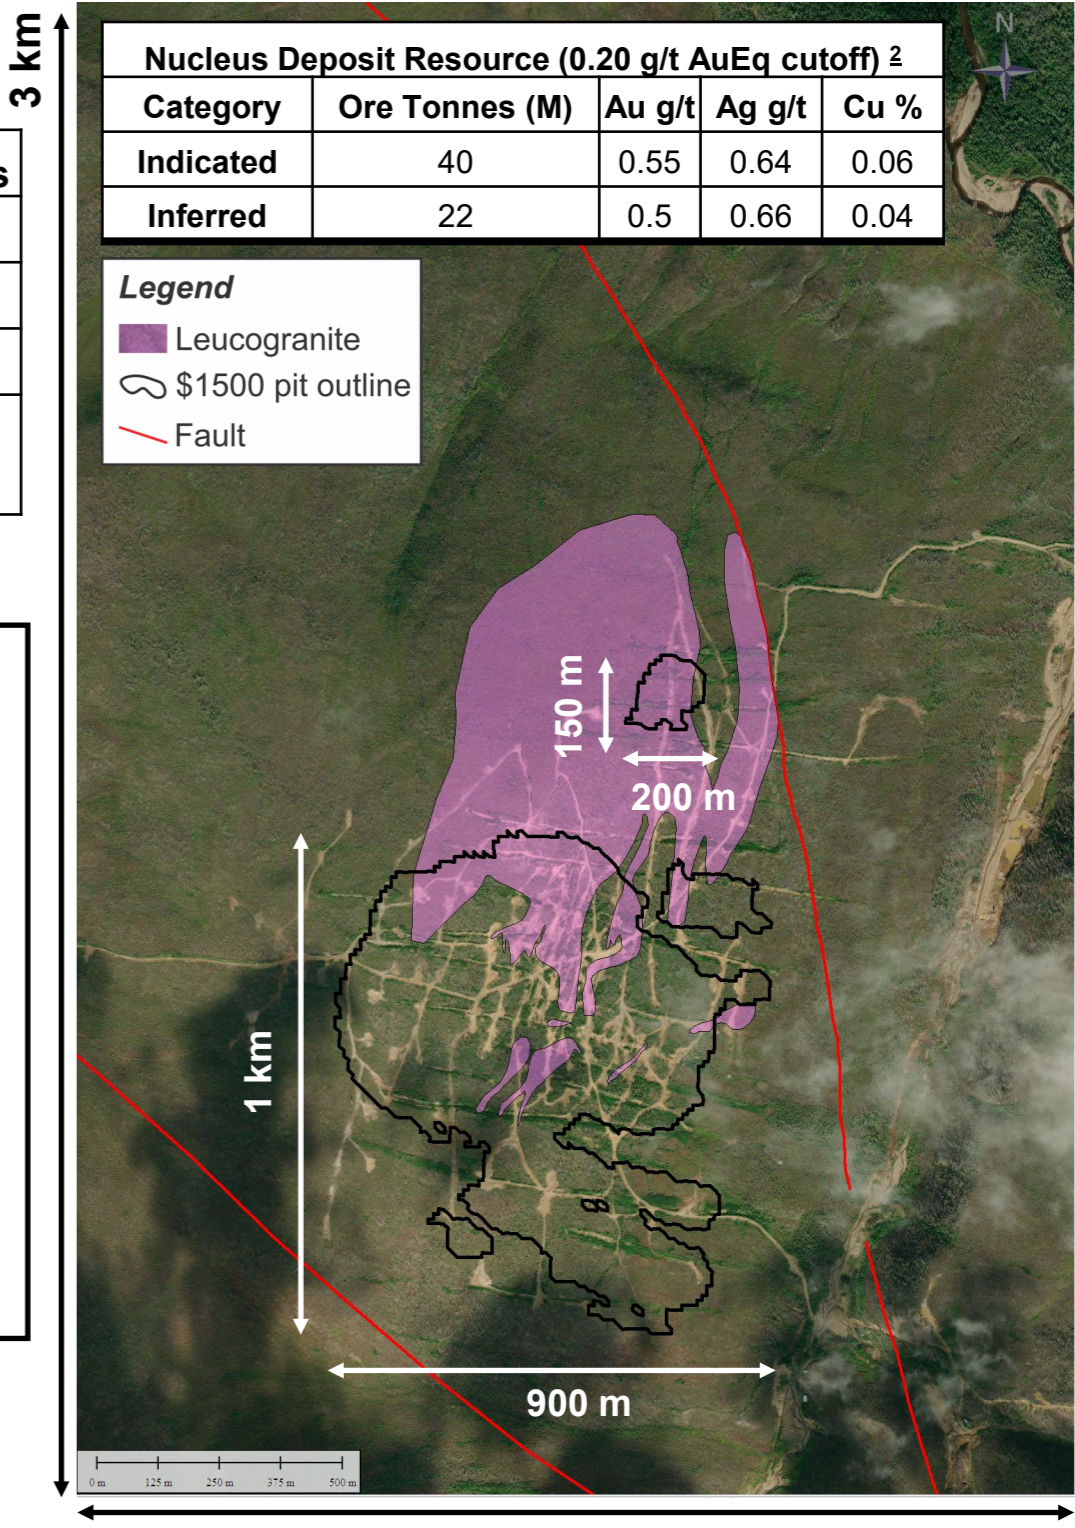 3 km
s
N
Nucleus Deposit Resource (0.20 g/t AuEq cutoff) 2
Category Ore Tonnes (M) Au g/t Ag g/t Cu %
Indicated 40 0.55 0.64 0.06
Inferred 22 0.5 0.66 0.04
Legend
Leucogranite
$1500 pit outline
Fault
150 m
200 m
1 km
900 m
0 m 125 m 250 m 375 m 500 m